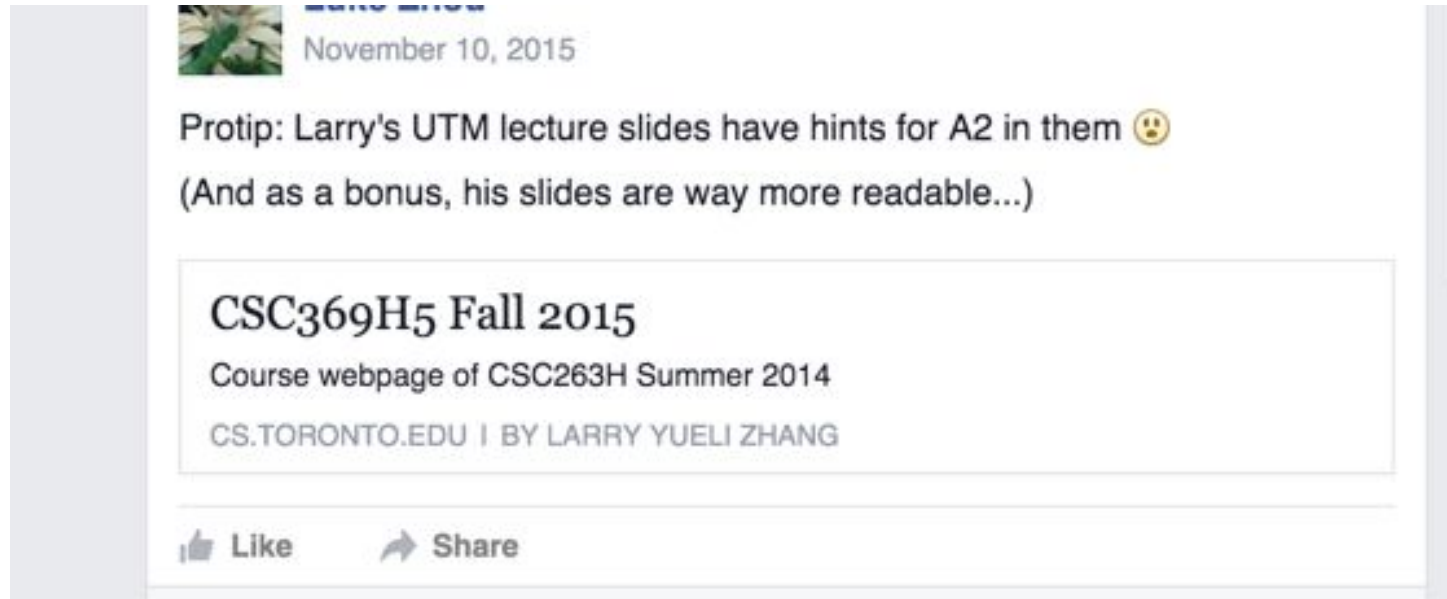 November 10, 2015
Protip: Larry's UTM lecture slides have hints for A2 in them
(And as a bonus, his slides are way more readable...)
CSC369H5 Fall 2015
Course webpage of CSC263H Summer 2014
CS.TORONTO.EDU | BY LARRY YUELI ZHANG
Like Share